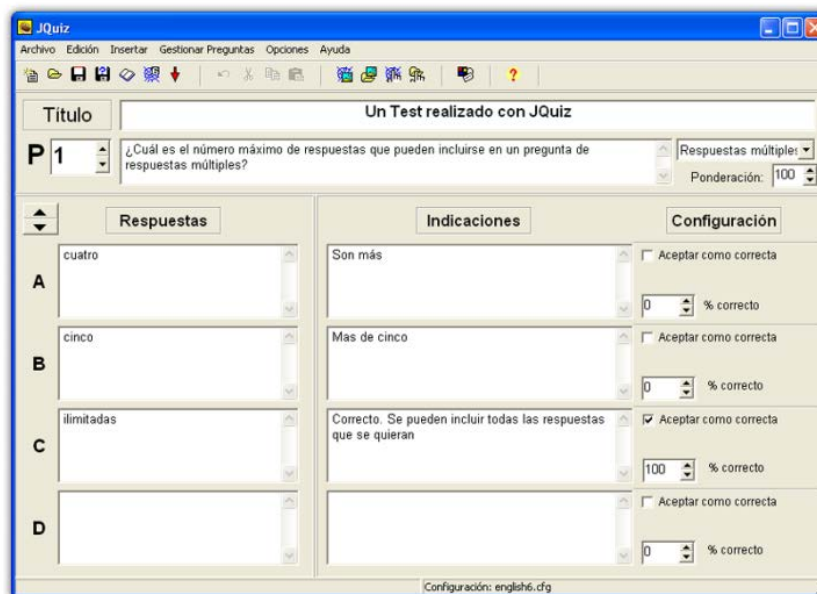 JQuiz
Archivo Edición Insertar Gestionar Preguntas Opciones Ayuda
Título
Un Test realizado con JQuiz
P 1
¿Cuál es el número máximo de respuestas que pueden incluirse en un pregunta de
respuestas múltiples?
Respuestas múltiples
Ponderación: 100
Respuestas Indicaciones Configuración
A
cuatro
Son más
Aceptar como correcta
0 % correcto
B
cinco
Mas de cinco
Aceptar como correcta
0 % correcto
C
ilimitadas
Correcto. Se pueden incluir todas las respuestas
que se quieran
Aceptar como correcta
100 % correcto
D
Aceptar como correcta
0 % correcto
Configuración: english6.cfg